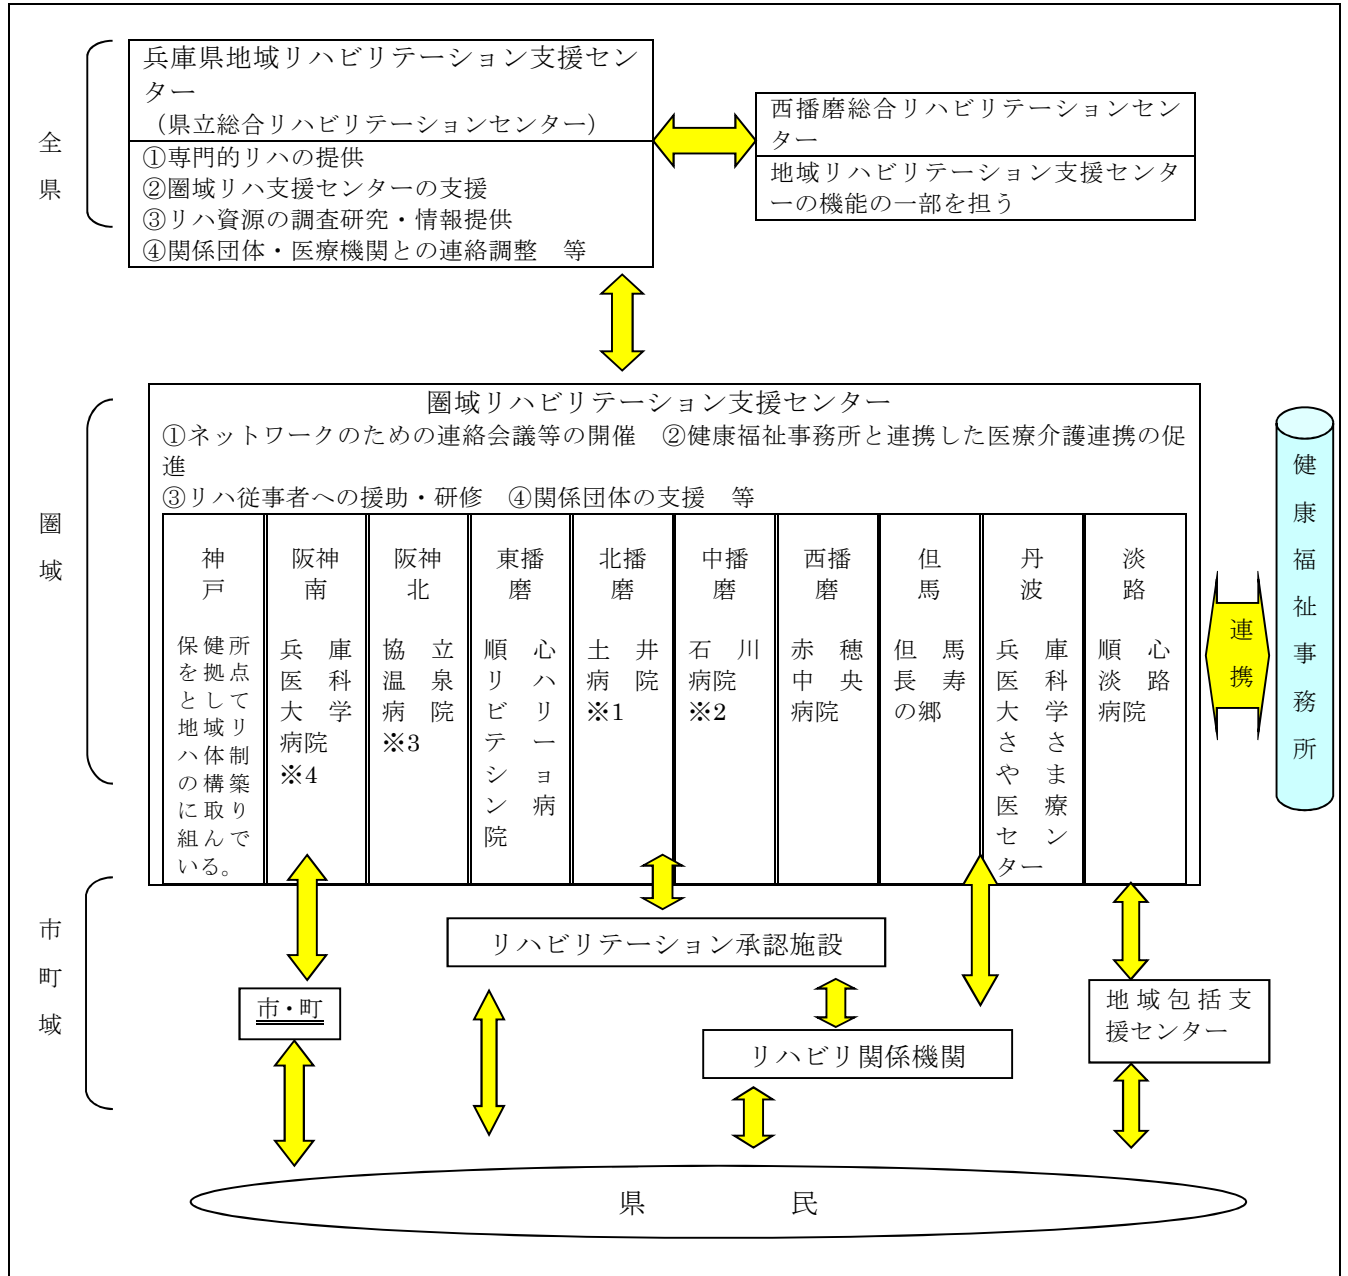 全
県
兵庫県地域リハビリテーション支援セン
ター
（県立総合リハビリテーションセンター）
①専門的リハの提供
②圏域リハ支援センターの支援
③リハ資源の調査研究・情報提供
④関係団体・医療機関との連絡調整　等
西播磨総合リハビリテーションセン
ター
地域リハビリテーション支援センタ
ーの機能の一部を担う
圏
域
圏域リハビリテーション支援センター
①ネットワークのための連絡会議等の開催　②健康福祉事務所と連携した医療介護連携の促
進
③リハ従事者への援助・研修　④関係団体の支援　等
神
戸
保健所
を拠点
として
地域リ
ハ体制
の構築
に取り
組んで
いる。
阪神
南
兵庫
医科
大学
病院
※4
阪神
北
協立
温泉
病院
※3
東播
磨
順心
リハ
ビリ
テー
ショ
ン病
院
北播
磨
土井
病院
※1
中播
磨
石川
病院
※2
西播
磨
赤穂
中央
病院
但
馬
但馬
長寿
の郷
丹
波
兵庫
医科
大学
ささ
やま
医療
セン
ター
淡
路
順心
淡路
病院
連
携
健
康
福
祉
事
務
所
市
町
域
リハビリテーション承認施設
市・町
地域包括支
援センター
リハビリ関係機関
県　民